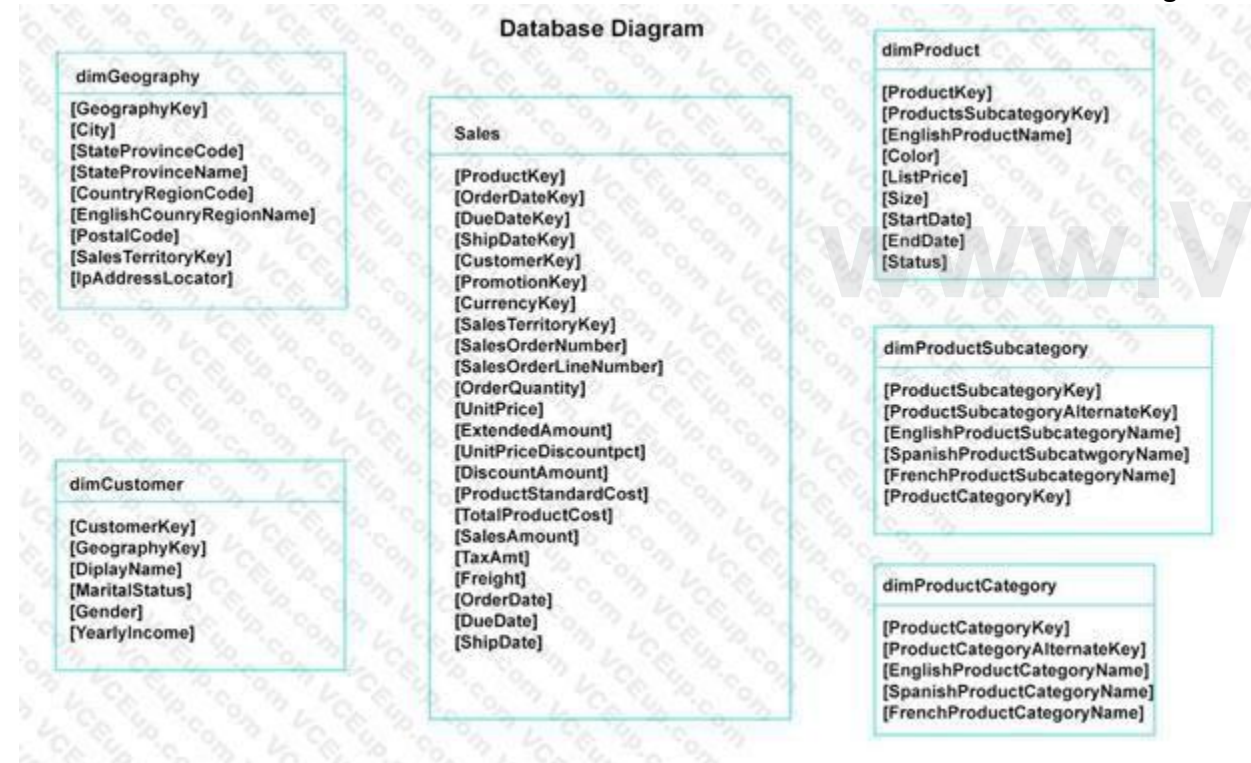 Database Diagram
dimGeography
[GeographyKey]
[City]
[StateProvinceCode]
[StateProvinceName]
[CountryRegionCode]
[EnglishCounryRegionName]
[PostalCode]
[SalesTerritoryKey]
[IpAddressLocator]
dimCustomer
[CustomerKey]
[GeographyKey]
[DiplayName]
[MaritalStatus]
[Gender]
[YearlyIncome]
Sales
[ProductKey]
[OrderDateKey]
[DueDateKey]
[ShipDateKey]
[CustomerKey]
[PromotionKey]
[CurrencyKey]
[SalesTerritoryKey]
[SalesOrderNumber]
[SalesOrderLineNumber]
[OrderQuantity]
[UnitPrice]
[ExtendedAmount]
[UnitPriceDiscountpct]
[DiscountAmount]
[ProductStandardCost]
[TotalProductCost]
[SalesAmount]
[TaxAmt]
[Freight]
[OrderDate]
[DueDate]
[ShipDate]
dimProduct
[ProductKey]
[ProductsSubcategoryKey]
[EnglishProductName]
[Color]
[ListPrice]
[Size]
[StartDate]
[EndDate]
[Status]
dimProductSubcategory
[ProductSubcategoryKey]
[ProductSubcategoryAlternateKey]
[EnglishProductSubcategoryName]
[SpanishProductSubcatwgoryName]
[FrenchProductSubcategoryName]
[ProductCategoryKey]
dimProductCategory
[ProductCategoryKey]
[ProductCategoryAlternateKey]
[EnglishProductCategoryName]
[SpanishProductCategoryName]
[FrenchProductCategoryName]
www.V
VCEup.com